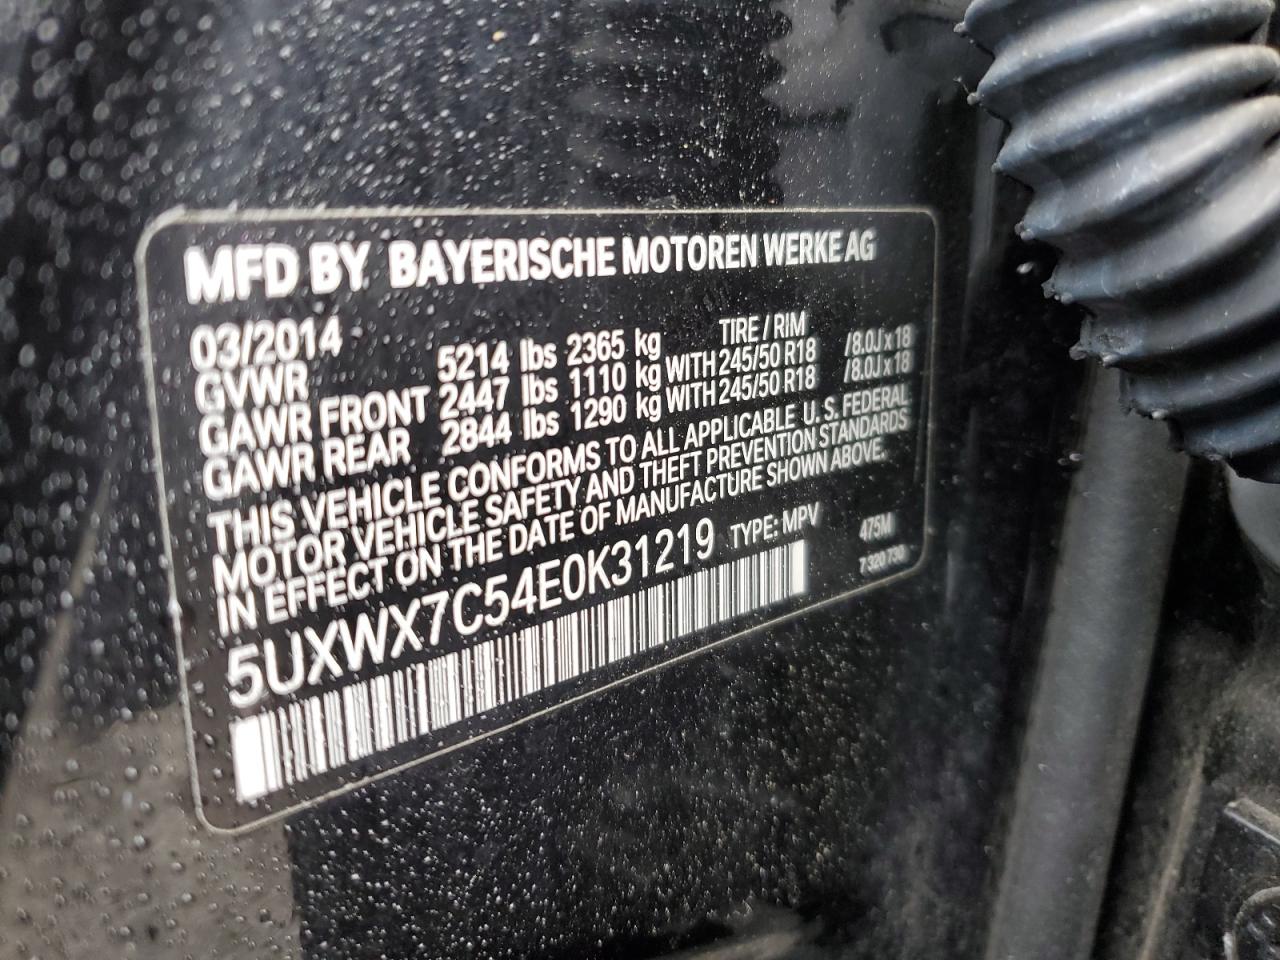 MFD BY BAYERISCHE MOTOREN WERKE AG
03/2014 TIRE / RIM
GVWR 5214 lbs 2365 kg
GAWR FRONT 2447 lbs 1110 kg WITH 245/50 R18 /8.0J x 18
GAWR REAR 2844 lbs 1290 kg WITH 245/50 R18 /8.0J x 18
THIS VEHICLE CONFORMS TO ALL APPLICABLE U. S. FEDERAL
MOTOR VEHICLE SAFETY AND THEFT PREVENTION STANDARDS
IN EFFECT ON THE DATE OF MANUFACTURE SHOWN ABOVE.
5UXWX7C54E0K31219 TYPE: MPV 475M
7 320 730